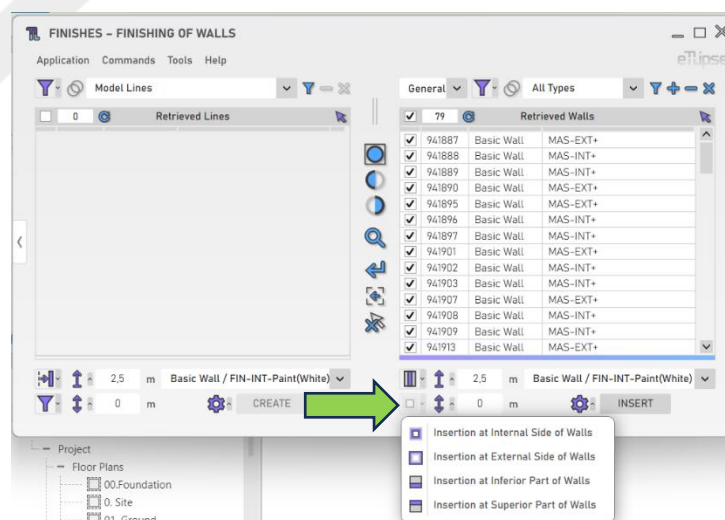 FINISHES - FINISHING OF WALLS
Application Commands Tools Help
eTlipse
Model Lines
General All Types
0 Retrieved Lines
79 Retrieved Walls
941887 Basic Wall MAS-EXT+
941888 Basic Wall MAS-INT+
941889 Basic Wall MAS-INT+
941890 Basic Wall MAS-EXT+
941895 Basic Wall MAS-EXT+
941896 Basic Wall MAS-INT+
941897 Basic Wall MAS-INT+
941901 Basic Wall MAS-EXT+
941902 Basic Wall MAS-INT+
941903 Basic Wall MAS-INT+
941907 Basic Wall MAS-EXT+
941908 Basic Wall MAS-INT+
941909 Basic Wall MAS-INT+
941913 Basic Wall MAS-EXT+
2,5 m Basic Wall / FIN-INT-Paint(White)
0 m CREATE
2,5 m Basic Wall / FIN-INT-Paint(White)
0 m INSERT
Insertion at Internal Side of Walls
Insertion at External Side of Walls
Insertion at Inferior Part of Walls
Insertion at Superior Part of Walls
Project
Floor Plans
00.Foundation
0. Site
01. Ground